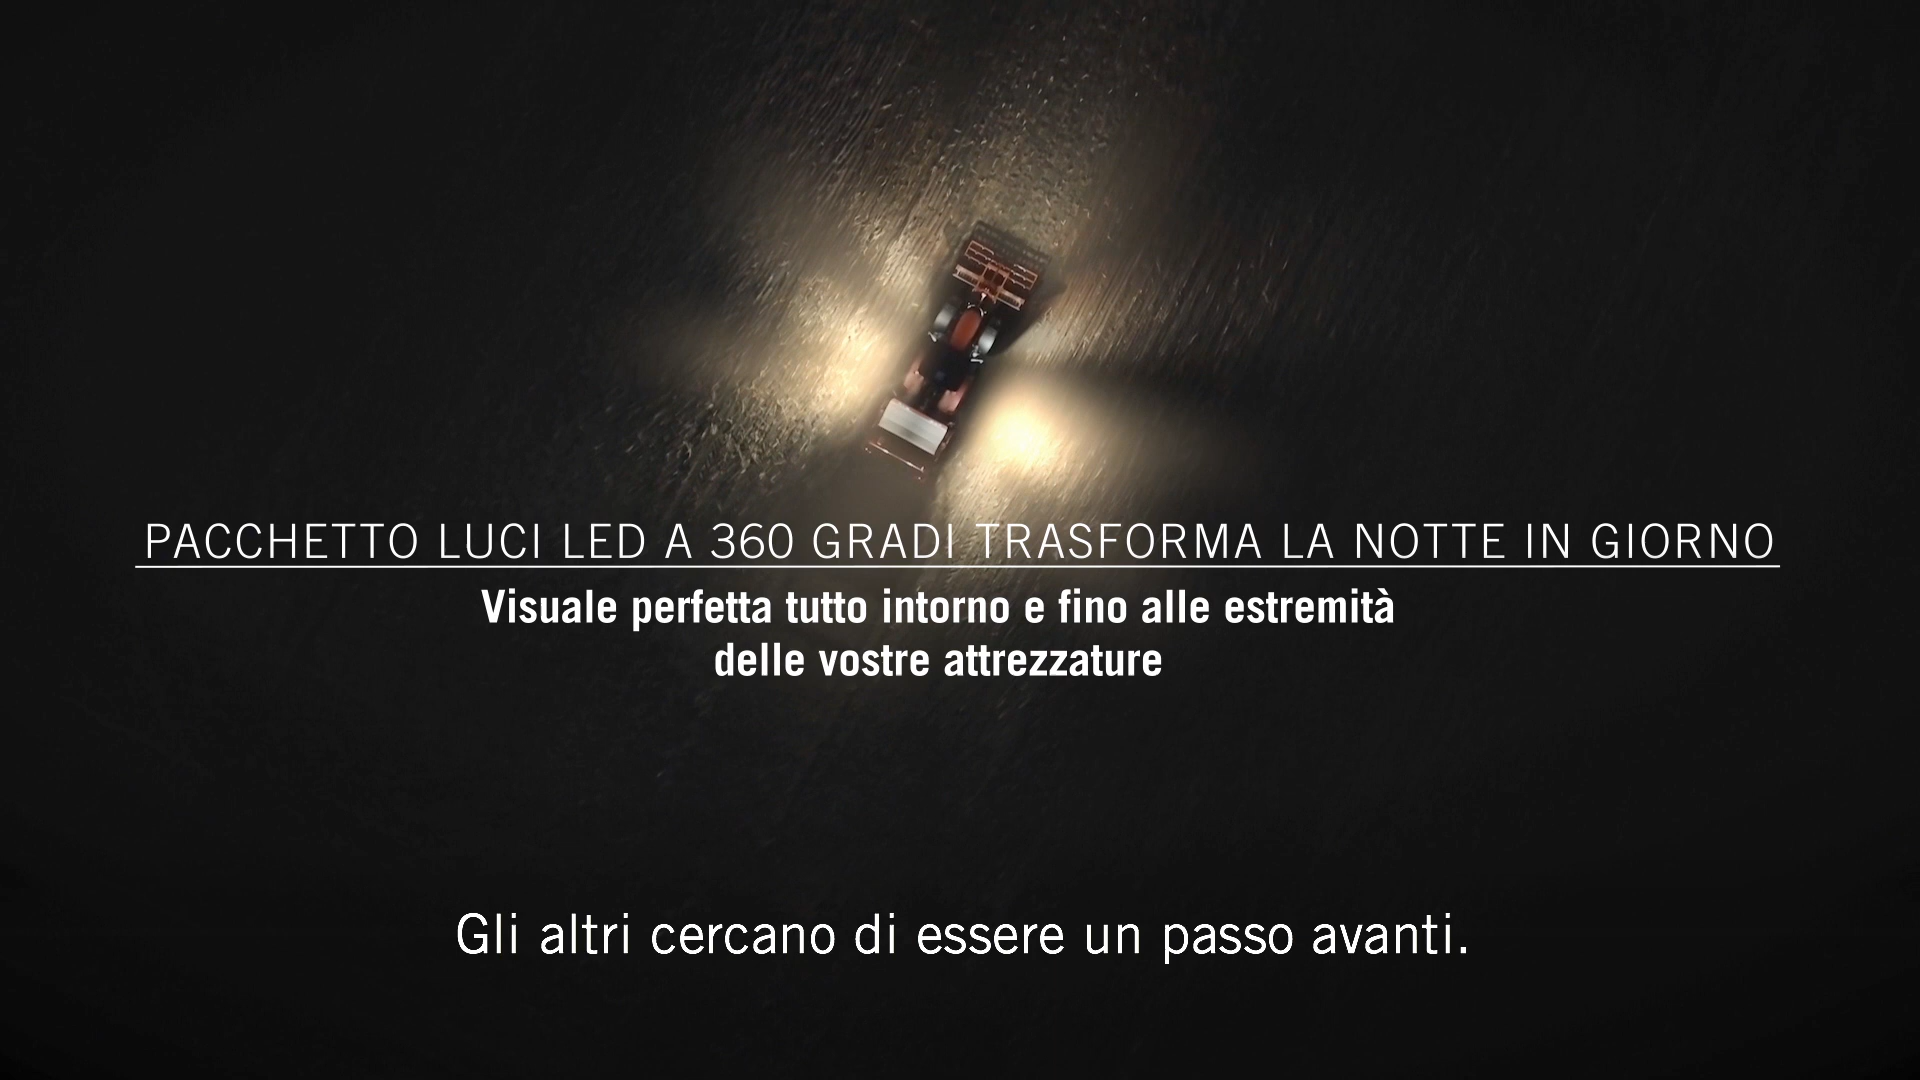 PACCHETTO LUCI LED A 360 GRADI TRASFORMA LA NOTTE IN GIORNO
Visuale perfetta tutto intorno e fino alle estremità
delle vostre attrezzature
Gli altri cercano di essere un passo avanti.